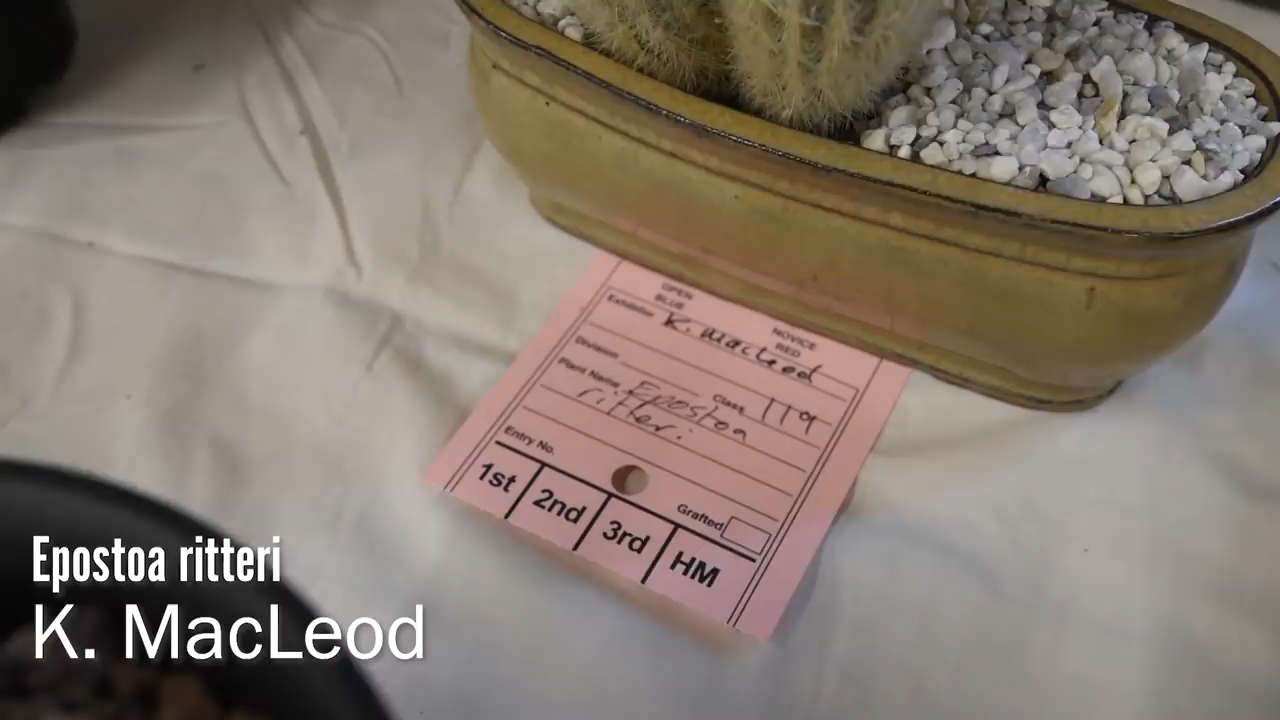 OPEN
BLUE
NOVICE
RED
Exhibitor K. MacLeod
Division
Class 119
Plant Name Epostoa
ritteri
Entry No.
Grafted
1st 2nd 3rd HM
Epostoa ritteri
K. MacLeod